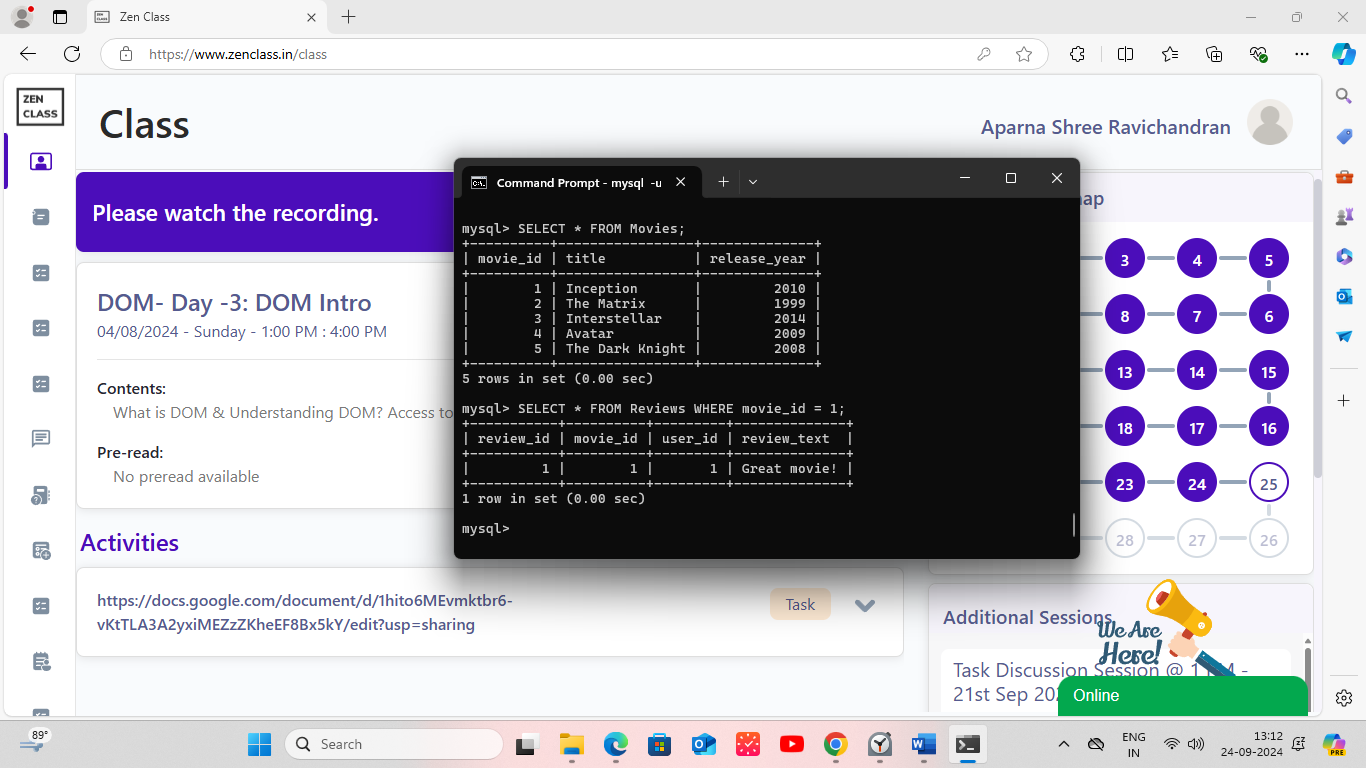 Zen Class
https://www.zenclass.in/class
ZEN
CLASS
Class
Aparna Shree Ravichandran
Please watch the recording.
ap
DOM- Day -3: DOM Intro
04/08/2024 - Sunday - 1:00 PM : 4:00 PM
Contents:
What is DOM & Understanding DOM? Access to
Pre-read:
No preread available
Activities
https://docs.google.com/document/d/1hito6MEvmktbr6-
vKtTLA3A2yxiMEZzZKheEF8Bx5kY/edit?usp=sharing
Task
Command Prompt - mysql -u
mysql> SELECT * FROM Movies;
+----------+-----------------+--------------+
| movie_id | title | release_year |
+----------+-----------------+--------------+
| 1 | Inception | 2010 |
| 2 | The Matrix | 1999 |
| 3 | Interstellar | 2014 |
| 4 | Avatar | 2009 |
| 5 | The Dark Knight | 2008 |
+----------+-----------------+--------------+
5 rows in set (0.00 sec)
mysql> SELECT * FROM Reviews WHERE movie_id = 1;
+-----------+----------+---------+--------------+
| review_id | movie_id | user_id | review_text |
+-----------+----------+---------+--------------+
| 1 | 1 | 1 | Great movie! |
+-----------+----------+---------+--------------+
1 row in set (0.00 sec)
mysql>
3 4 5
8 7 6
13 14 15
18 17 16
23 24 25
28 27 26
Additional Sessions
We Are
Here!
Task Discussion Session @ 1
21st Sep
Online
89°
Search
ENG
IN
13:12
24-09-2024
PRE